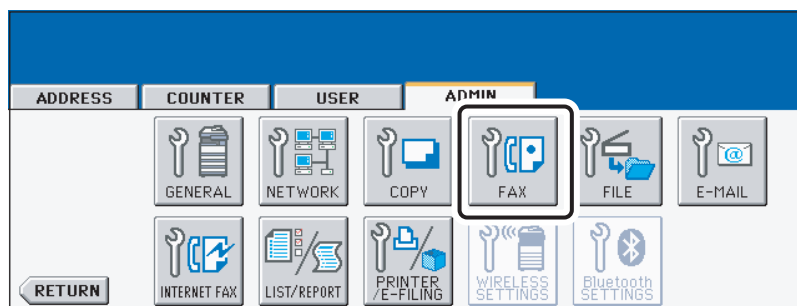 ADDRESS
COUNTER
USER
ADMIN
GENERAL
NETWORK
COPY
FAX
FILE
@
E-MAIL
INTERNET FAX
LIST/REPORT
PRINTER
/E-FILING
WIRELESS
SETTINGS
Bluetooth
SETTINGS
RETURN